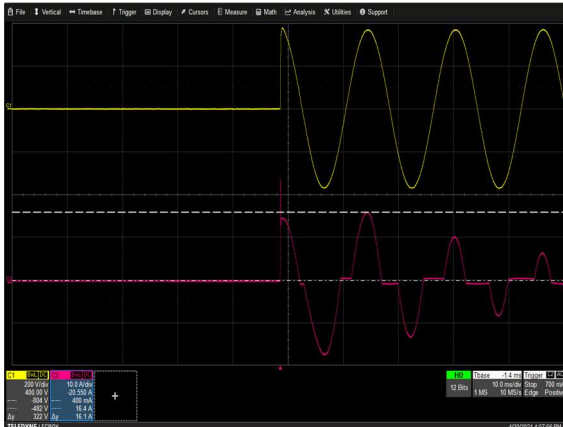 File Vertical Timebase Trigger Display Cursors Measure Math Analysis Utilities Support
C1
C1
200 V/div 10.0 A/div
400.00 V -20.550 A
-804 V 400 mA
-482 V 16.4 A
Δy 322 V Δy 16.1 A
+
HD Tbase -1.4 ms Trigger
12 Bits 10.0 ms/div Stop 700 mA
1 MS 10 MS/s Edge Positive
TELEDYNE LECROY